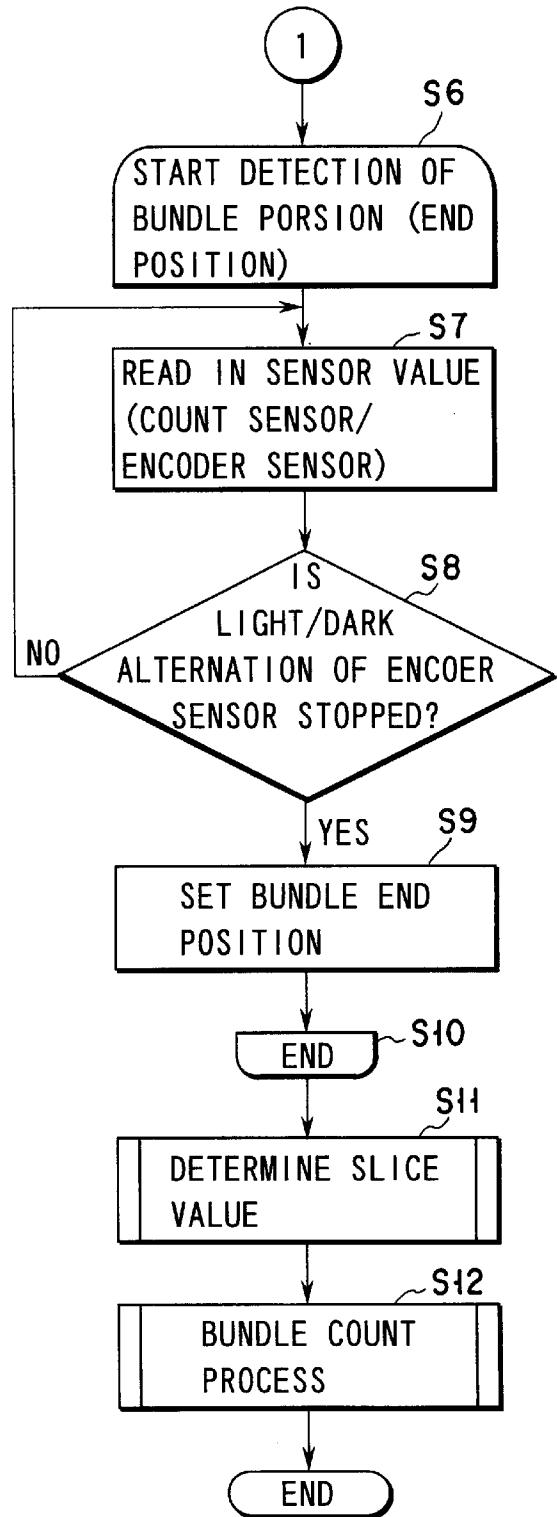 1
S6
START DETECTION OF
BUNDLE PORSION (END
POSITION)
S7
READ IN SENSOR VALUE
(COUNT SENSOR/
ENCODER SENSOR)
S8
IS
LIGHT/DARK
ALTERNATION OF ENCOER
SENSOR STOPPED?
NO
YES
S9
SET BUNDLE END
POSITION
S10
END
S11
DETERMINE SLICE
VALUE
S12
BUNDLE COUNT
PROCESS
END